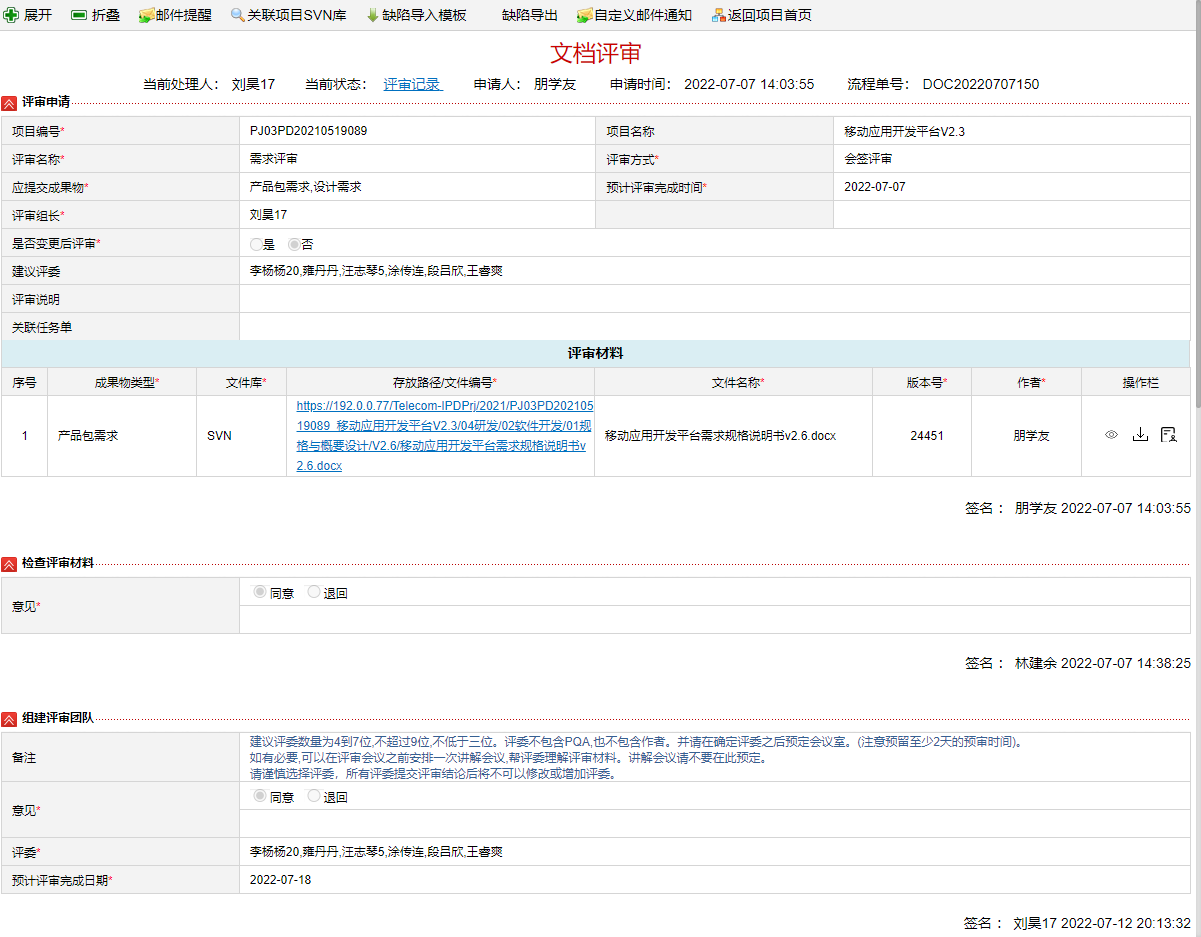 展开 折叠 邮件提醒 关联项目SVN库 缺陷导入模板 缺陷导出 自定义邮件通知 返回项目首页
文档评审
当前处理人： 刘昊17 当前状态： 评审记录 申请人： 朋学友 申请时间： 2022-07-07 14:03:55 流程单号： DOC20220707150
评审申请
项目编号* PJ03PD20210519089 项目名称 移动应用开发平台V2.3
评审名称* 需求评审 评审方式* 会签评审
应提交成果物* 产品包需求,设计需求 预计评审完成时间* 2022-07-07
评审组长* 刘昊17
是否变更后评审* 是 否
建议评委 李杨杨20,雍丹丹,汪志琴5,涂传连,段吕欣,王睿爽
评审说明
关联任务单
评审材料
序号 成果物类型* 文件库* 存放路径/文件编号* 文件名称* 版本号* 作者* 操作栏
https://192.0.0.77/Telecom-IPDPrj/2021/PJ03PD202105
19089_移动应用开发平台V2.3/04研发/02软件开发/01规
1 产品包需求 SVN 格与概要设计/V2.6/移动应用开发平台需求规格说明书v 移动应用开发平台需求规格说明书v2.6.docx 24451 朋学友
2.6.docx
签名： 朋学友 2022-07-07 14:03:55
检查评审材料
意见* 同意 退回
签名： 林建余 2022-07-07 14:38:25
组建评审团队
备注 建议评委数量为4到7位,不超过9位,不低于三位。评委不包含PQA,也不包含作者。并请在确定评委之后预定会议室。(注意预留至少2天的预审时间)。
如有必要,可以在评审会议之前安排一次讲解会议,帮评委理解评审材料。讲解会议请不要在此预定。
请谨慎选择评委，所有评委提交评审结论后将不可以修改或增加评委。
意见* 同意 退回
评委* 李杨杨20,雍丹丹,汪志琴5,涂传连,段吕欣,王睿爽
预计评审完成日期* 2022-07-18
签名： 刘昊17 2022-07-12 20:13:32